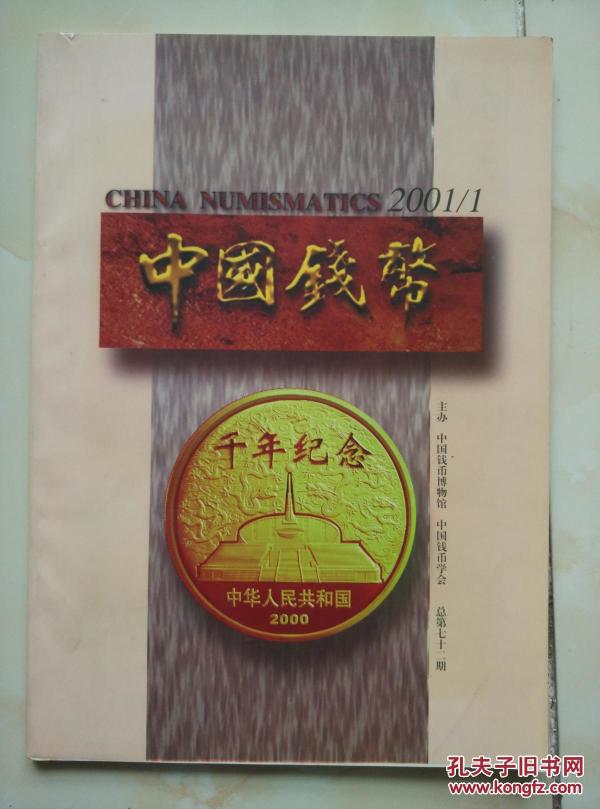 CHINA NUMISMATICS 2001/1
中國錢幣
千年纪念
中华人民共和国
2000
主办 中国钱币博物馆 中国钱币学会 总第七十二期
孔夫子旧书网
www.kongfz.com